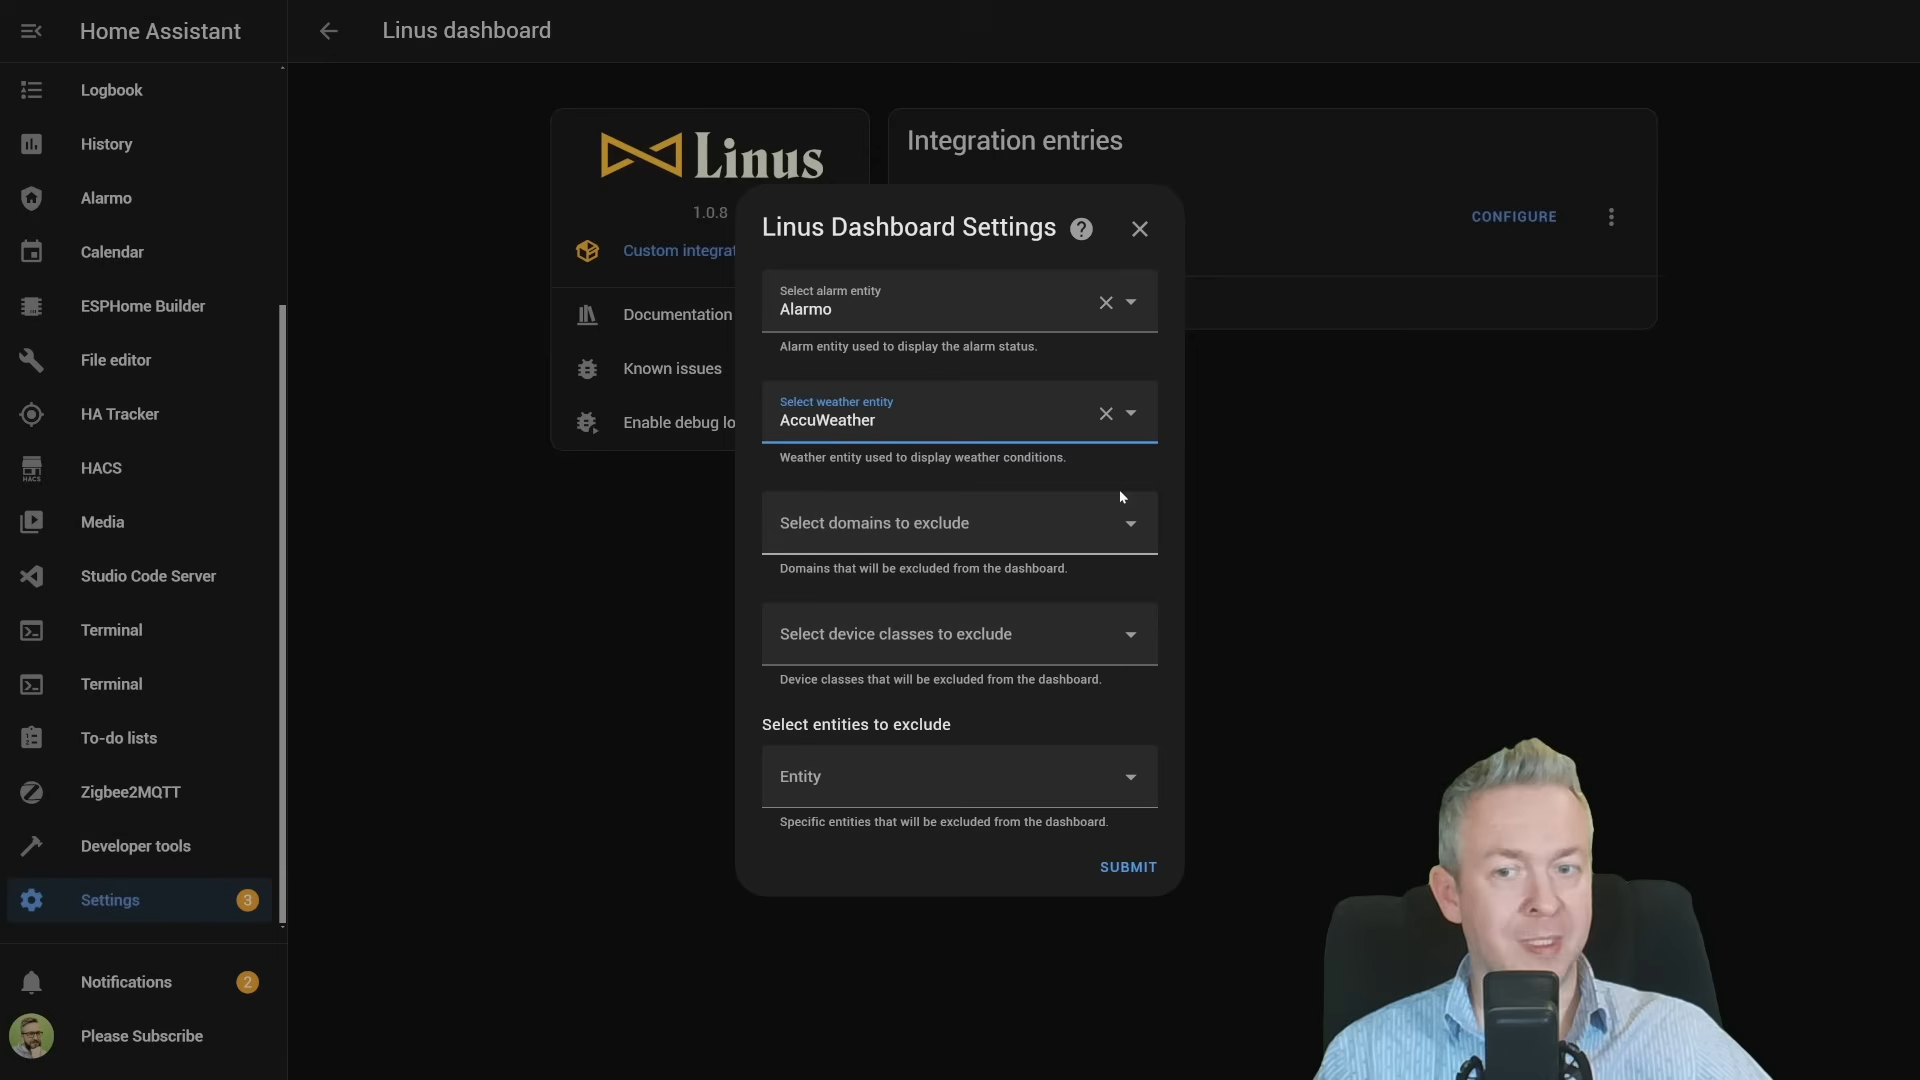 Home Assistant
Linus dashboard
Logbook
History
Alarmo
Calendar
ESPHome Builder
File editor
HA Tracker
HACS
HACS
Media
Studio Code Server
Terminal
Terminal
To-do lists
Zigbee2MQTT
Developer tools
Settings
3
Notifications
2
Please Subscribe
Linus
1.0.8
Custom integrat
Documentation
Known issues
Enable debug lo
Integration entries
CONFIGURE
Linus Dashboard Settings
Select alarm entity
Alarmo
Alarm entity used to display the alarm status.
Select weather entity
AccuWeather
Weather entity used to display weather conditions.
Select domains to exclude
Domains that will be excluded from the dashboard.
Select device classes to exclude
Device classes that will be excluded from the dashboard.
Select entities to exclude
Entity
Specific entities that will be excluded from the dashboard.
SUBMIT